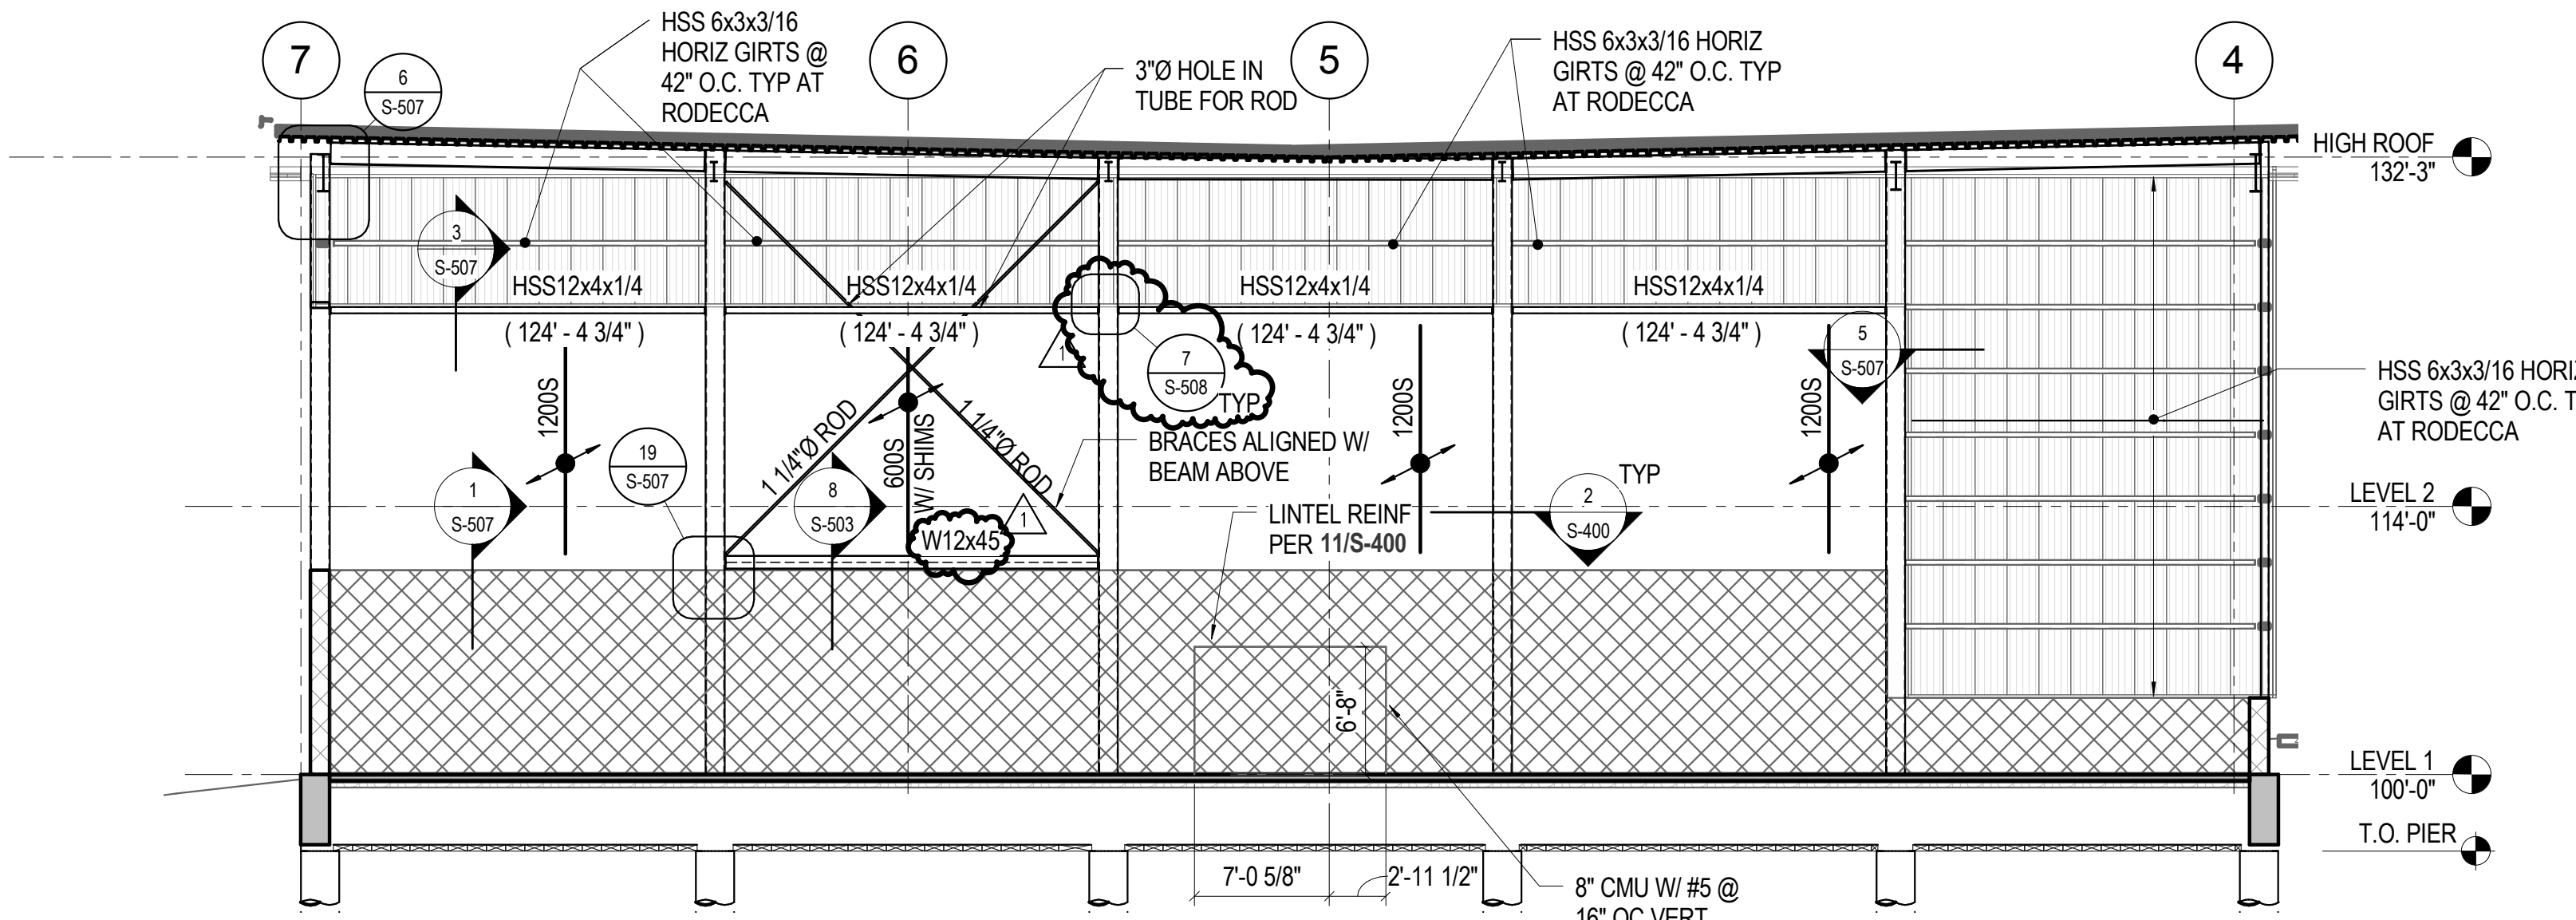 7
6
S-507
HSS 6x3x3/16
HORIZ GIRTS @
42" O.C. TYP AT
RODECCA
6
3"Ø HOLE IN
TUBE FOR ROD
5
HSS 6x3x3/16 HORIZ
GIRTS @ 42" O.C. TYP
AT RODECCA
4
HIGH ROOF
132'-3"
3
S-507
HSS12x4x1/4
( 124' - 4 3/4" )
HSS12x4x1/4
( 124' - 4 3/4" )
HSS12x4x1/4
( 124' - 4 3/4" )
HSS12x4x1/4
( 124' - 4 3/4" )
1
7
S-508
TYP
5
S-507
HSS 6x3x3/16 HORIZ
GIRTS @ 42" O.C. T
AT RODECCA
1200S
1 1/4"Ø ROD
600S
W/ SHIMS
1 1/4"Ø ROD
1200S
1200S
BRACES ALIGNED W/
BEAM ABOVE
19
S-507
1
S-507
8
S-503
1
W12x45
LINTEL REINF
PER 11/S-400
2
S-400
TYP
LEVEL 2
114'-0"
6'-8"
LEVEL 1
100'-0"
T.O. PIER
7'-0 5/8"
2'-11 1/2"
8" CMU W/ #5 @
16" OC VERT